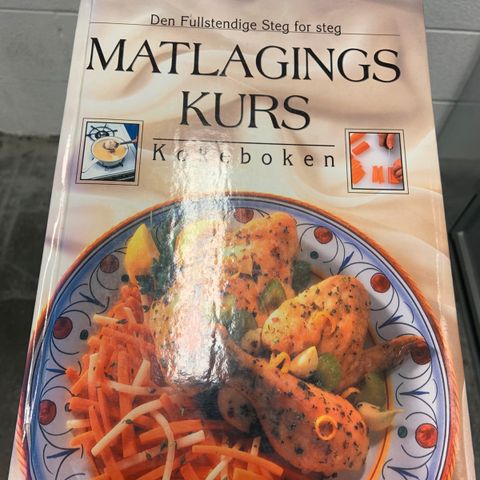 Den Fullstendige Steg for steg
MATLAGINGS
KURS
Kokeboken